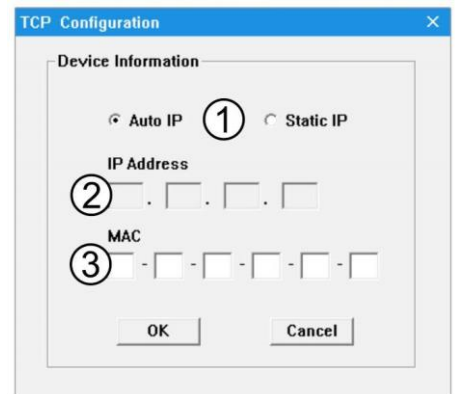 TCP Configuration ×
Device Information
Auto IP ① Static IP
IP Address
② . . .
MAC
③ - - - - -
OK Cancel